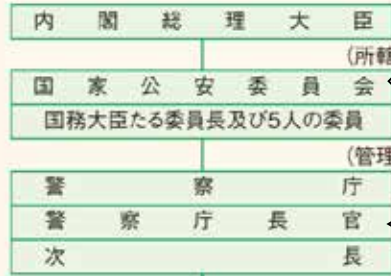 内閣総理大臣
(所轄
国家公安委員会
国務大臣たる委員長及び5人の委員
(管理
警察庁
警察庁長官
次長